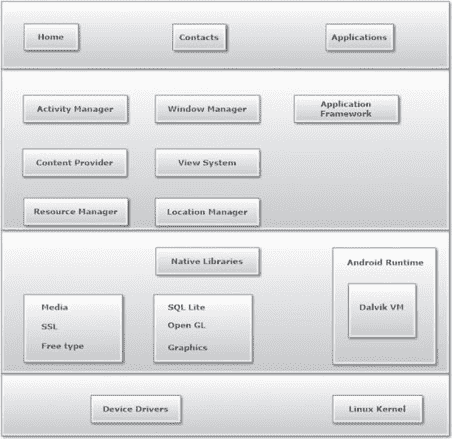 Home
Contacts
Applications
Activity Manager
Window Manager
Application
Framework
Content Provider
View System
Resource Manager
Location Manager
Native Libraries
Android Runtime
Media
SSL
Free type
SQL Lite
Open GL
Graphics
Dalvik VM
Device Drivers
Linux Kernel